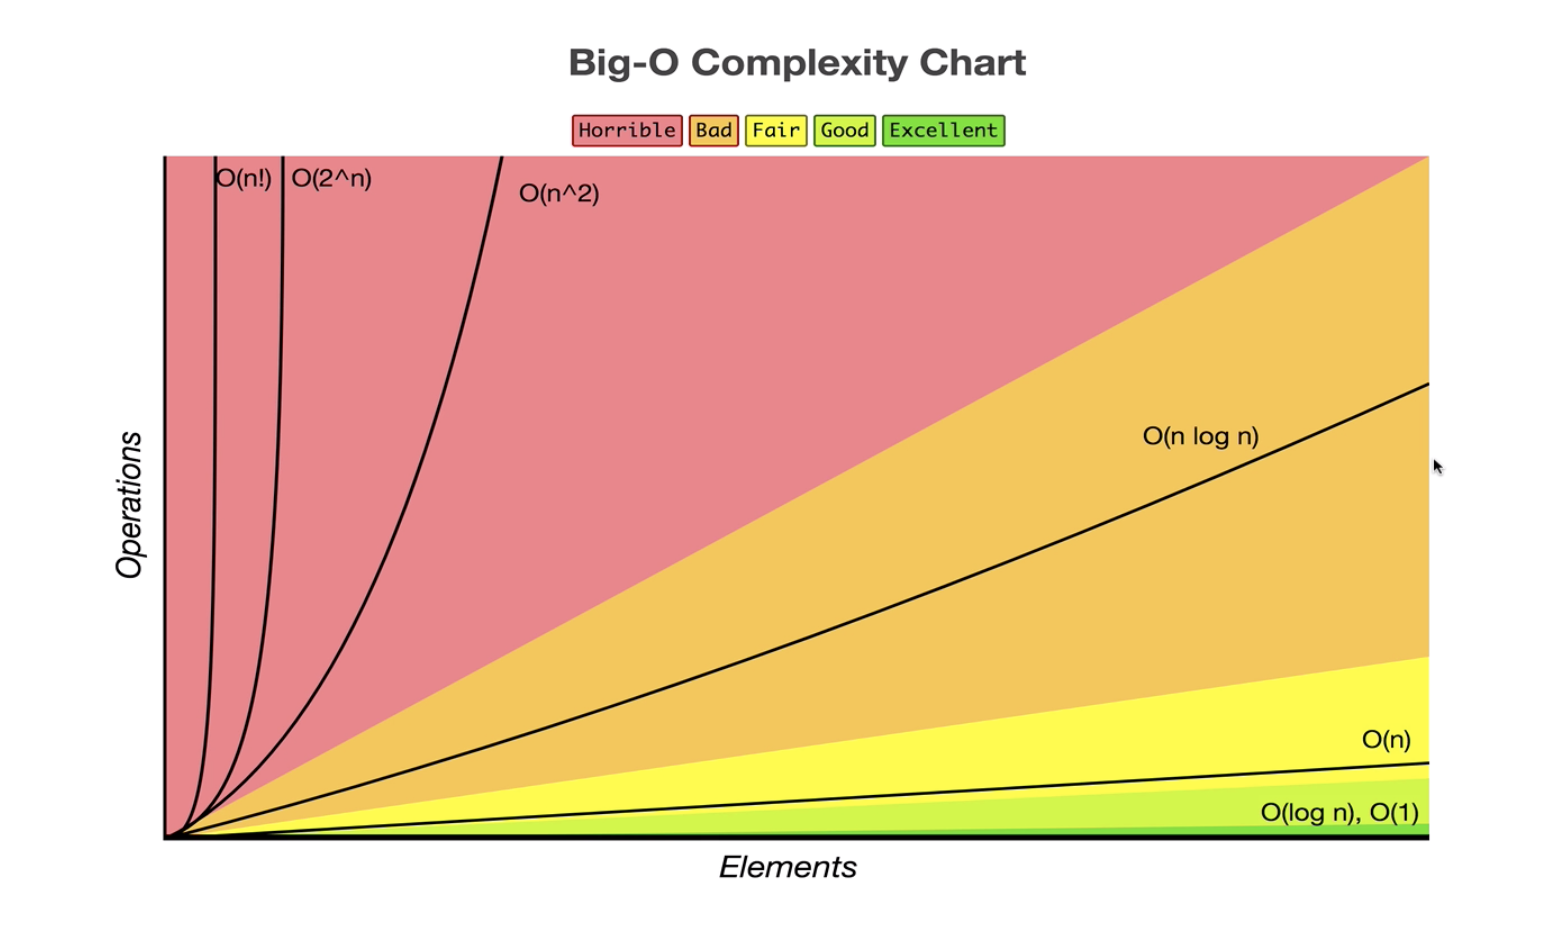 Big-O Complexity Chart
Horrible Bad Fair Good Excellent
O(n!) O(2^n) O(n^2)
O(n log n)
Operations
O(n)
O(log n), O(1)
Elements